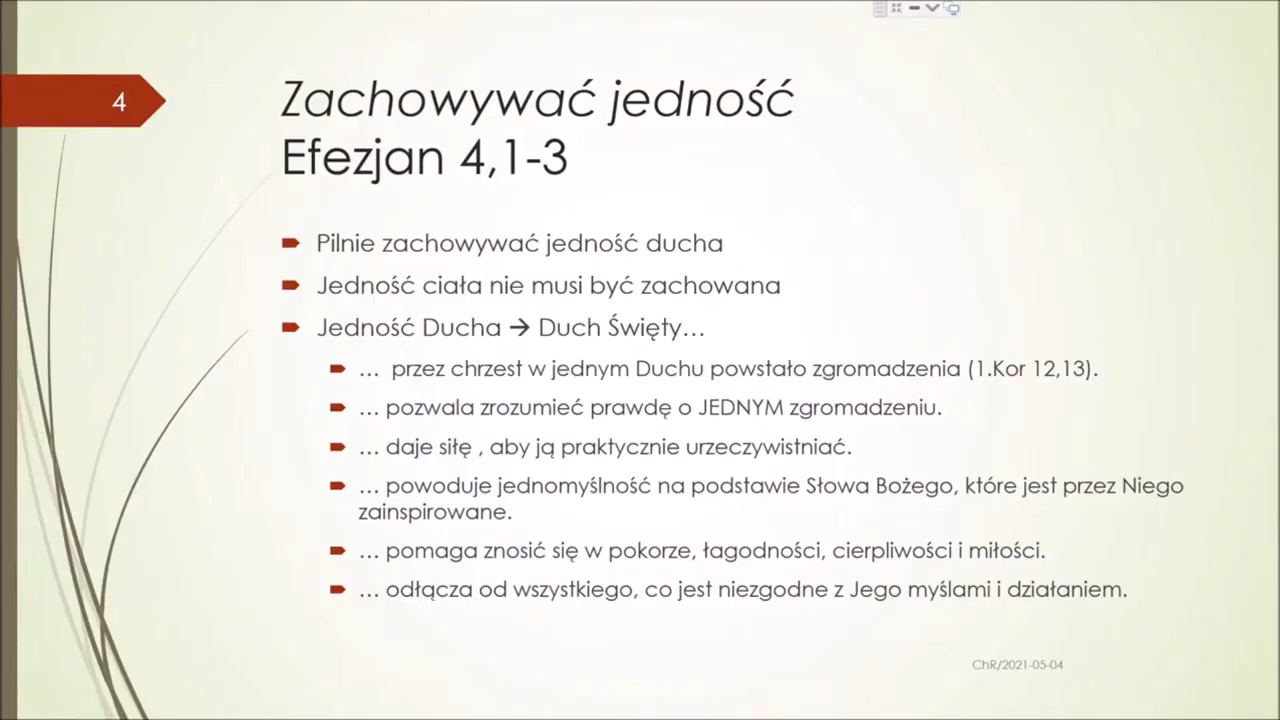 4
Zachowywać jedność
Efezjan 4,1-3
Pilnie zachowywać jedność ducha
Jedność ciała nie musi być zachowana
Jedność Ducha → Duch Święty…
… przez chrzest w jednym Duchu powstało zgromadzenia (1.Kor 12,13).
… pozwala zrozumieć prawdę o JEDNYM zgromadzeniu.
… daje siłę , aby ją praktycznie urzeczywistniać.
… powoduje jednomyślność na podstawie Słowa Bożego, które jest przez Niego
zainspirowane.
… pomaga znosić się w pokorze, łagodności, cierpliwości i miłości.
… odłącza od wszystkiego, co jest niezgodne z Jego myślami i działaniem.
ChR/2021-05-04